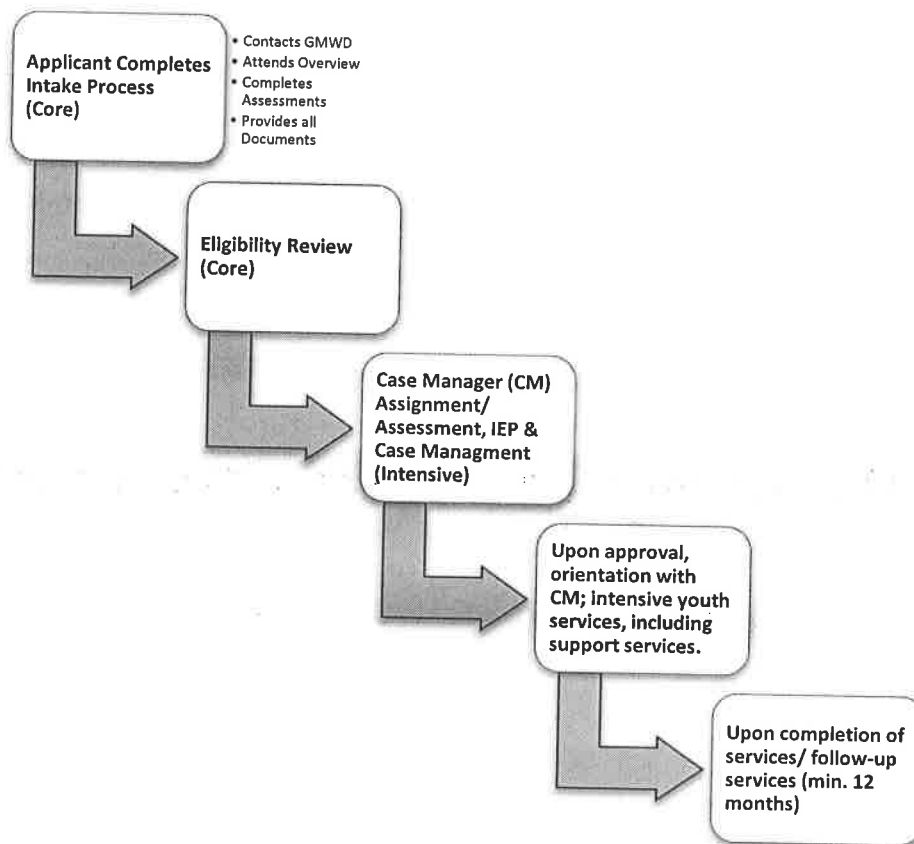 Applicant Completes
Intake Process
(Core)
• Contacts GMWD
• Attends Overview
• Completes
Assessments
• Provides all
Documents
Eligibility Review
(Core)
Case Manager (CM)
Assignment/
Assessment, IEP &
Case Managment
(Intensive)
Upon approval,
orientation with
CM; intensive youth
services, including
support services.
Upon completion of
services/ follow-up
services (min. 12
months)